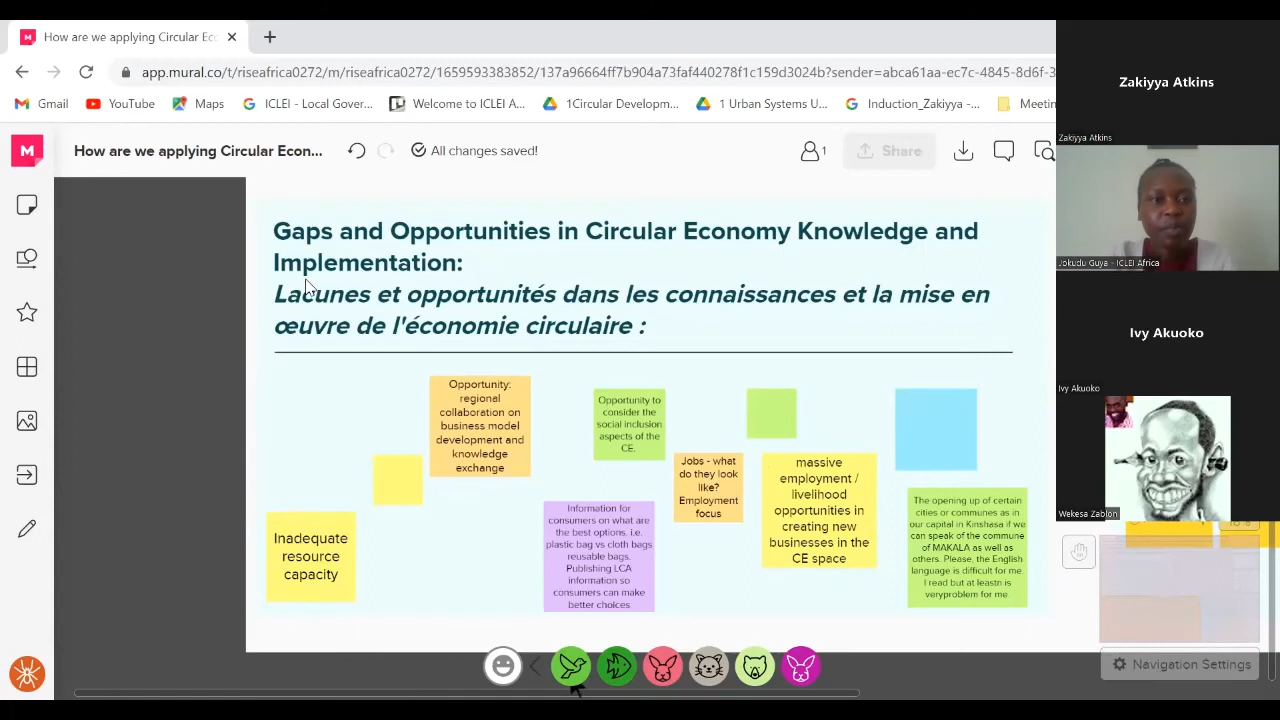 How are we applying Circular Ec
app.mural.co/t/riseafrica0272/m/riseafrica0272/1659593383852/137a96664ff7b904a73faf440278f1c159d3024b?sender=abca61aa-ec7c-4845-8d6f-3
Gmail YouTube Maps ICLEI - Local Gover... Welcome to ICLEI A... 1Circular Developm... 1 Urban Systems U... Induction_Zakiyya -... Meetin
M How are we applying Circular Econ... All changes saved! 1 Share
Gaps and Opportunities in Circular Economy Knowledge and
Implementation:
Lacunes et opportunités dans les connaissances et la mise en
œuvre de l'économie circulaire :
Opportunity:
regional
collaboration on
business model
development and
knowledge
exchange
Opportunity to
consider the
social inclusion
aspects of the
CE.
Inadequate
resource
capacity
Information for
consumers on what are
the best options. i.e.
plastic bag vs cloth bags
reusable bags.
Publishing LCA
information so
consumers can make
better choices
Jobs - what
do they look
like?
Employment
focus
massive
employment /
livelihood
opportunities in
creating new
businesses in the
CE space
The opening up of certain
cities or communes as in
our capital in Kinshasa if we
can speak of the commune
of MAKALA as well as
others. Please, the English
language is difficult for me.
I read but at leastn is
veryproblem for me.
Zakiyya Atkins
Zakiyya Atkins
Jokudu Guya - ICLEI Africa
Ivy Akuoko
Ivy Akuoko
Wekesa Zablon
Navigation Settings